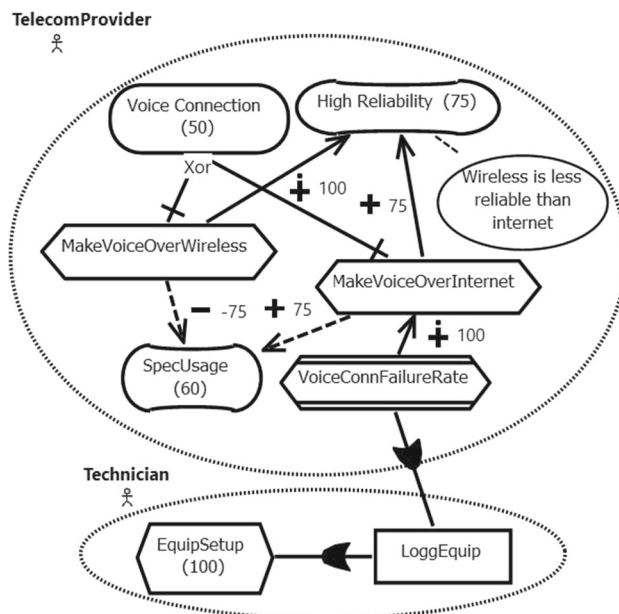 TelecomProvider
Voice Connection
(50)
High Reliability (75)
Xor
100
75
Wireless is less
reliable than
internet
MakeVoiceOverWireless
MakeVoiceOverInternet
-75
75
100
SpecUsage
(60)
VoiceConnFailureRate
Technician
EquipSetup
(100)
LoggEquip